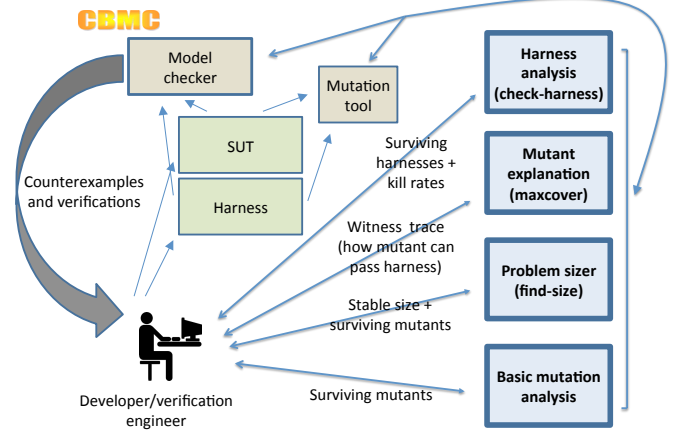 CBMC
Model
checker
Mutation
tool
SUT
Harness
Counterexamples
and verifications
Developer/verification
engineer
Surviving
harnesses +
kill rates
Witness trace
(how mutant can
pass harness)
Stable size +
surviving mutants
Surviving mutants
Harness
analysis
(check-harness)
Mutant
explanation
(maxcover)
Problem sizer
(find-size)
Basic mutation
analysis